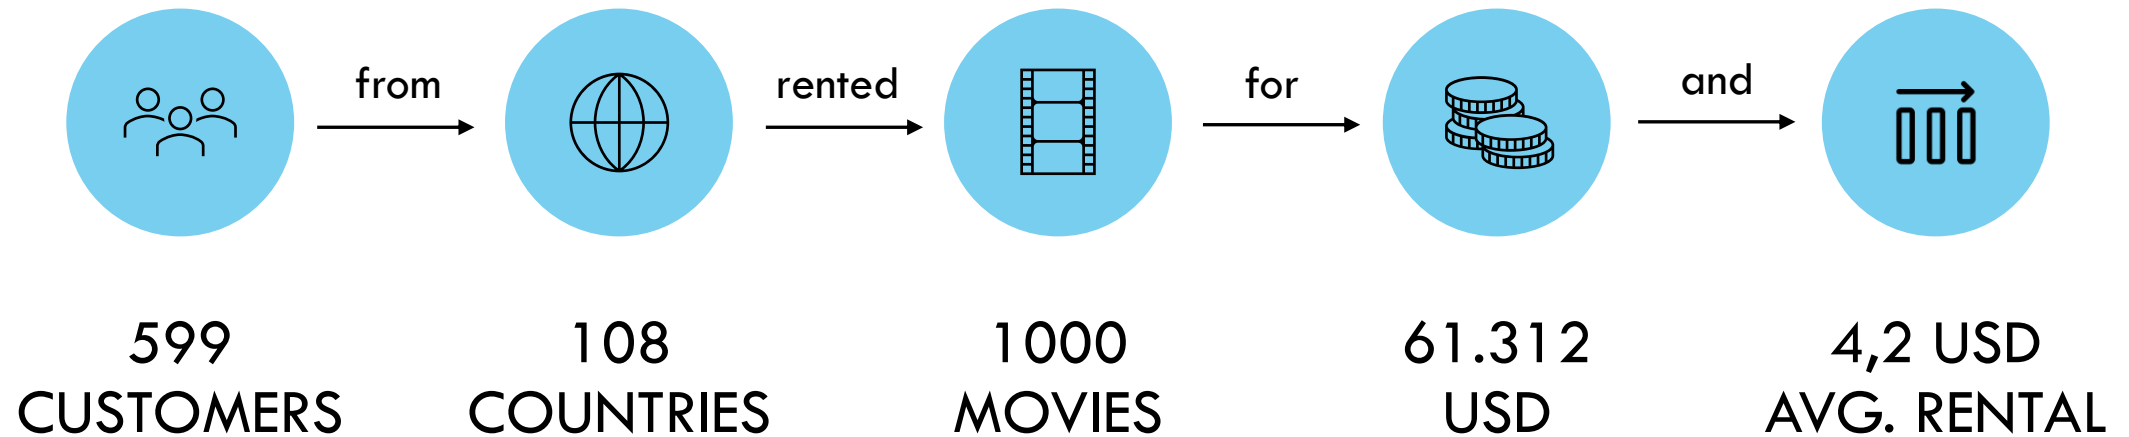 from
rented
for
and
599
CUSTOMERS
108
COUNTRIES
1000
MOVIES
61.312
USD
4,2 USD
AVG. RENTAL